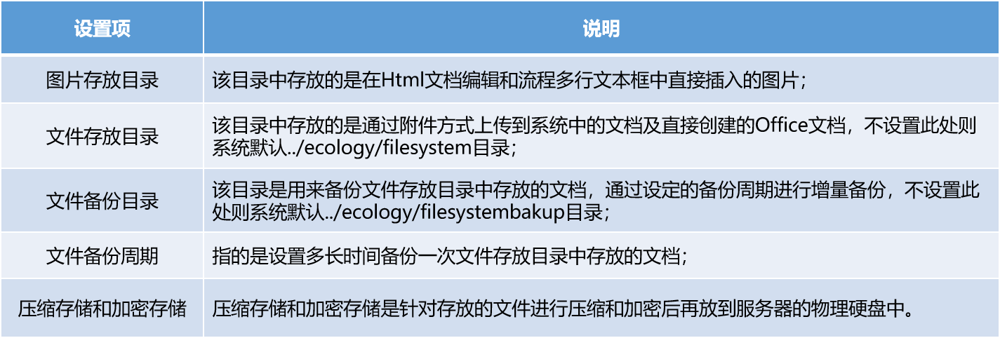 设置项
说明
图片存放目录
该目录中存放的是在Html文档编辑和流程多行文本框中直接插入的图片；
文件存放目录
该目录中存放的是通过附件方式上传到系统中的文档及直接创建的Office文档，不设置此处则
系统默认../ecology/filesystem目录；
文件备份目录
该目录是用来备份文件存放目录中存放的文档，通过设定的备份周期进行增量备份，不设置此
处则系统默认../ecology/filesystembakup目录；
文件备份周期
指的是设置多长时间备份一次文件存放目录中存放的文档；
压缩存储和加密存储
压缩存储和加密存储是针对存放的文件进行压缩和加密后再放到服务器的物理硬盘中。